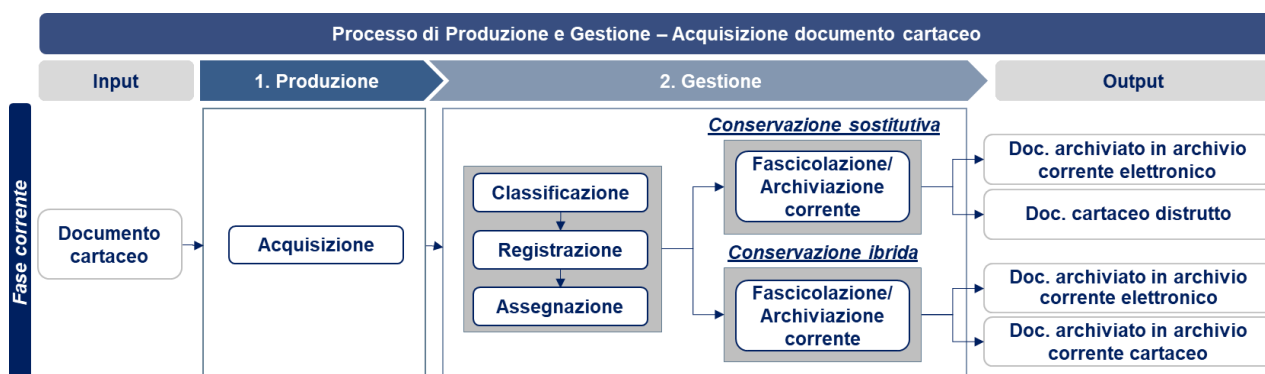 Processo di Produzione e Gestione – Acquisizione documento cartaceo
Input
1. Produzione
2. Gestione
Output
Fase corrente
Documento
cartaceo
Acquisizione
Classificazione
Registrazione
Assegnazione
Conservazione sostitutiva
Fascicolazione/
Archiviazione
corrente
Conservazione ibrida
Fascicolazione/
Archiviazione
corrente
Doc. archiviato in archivio
corrente elettronico
Doc. cartaceo distrutto
Doc. archiviato in archivio
corrente elettronico
Doc. archiviato in archivio
corrente cartaceo